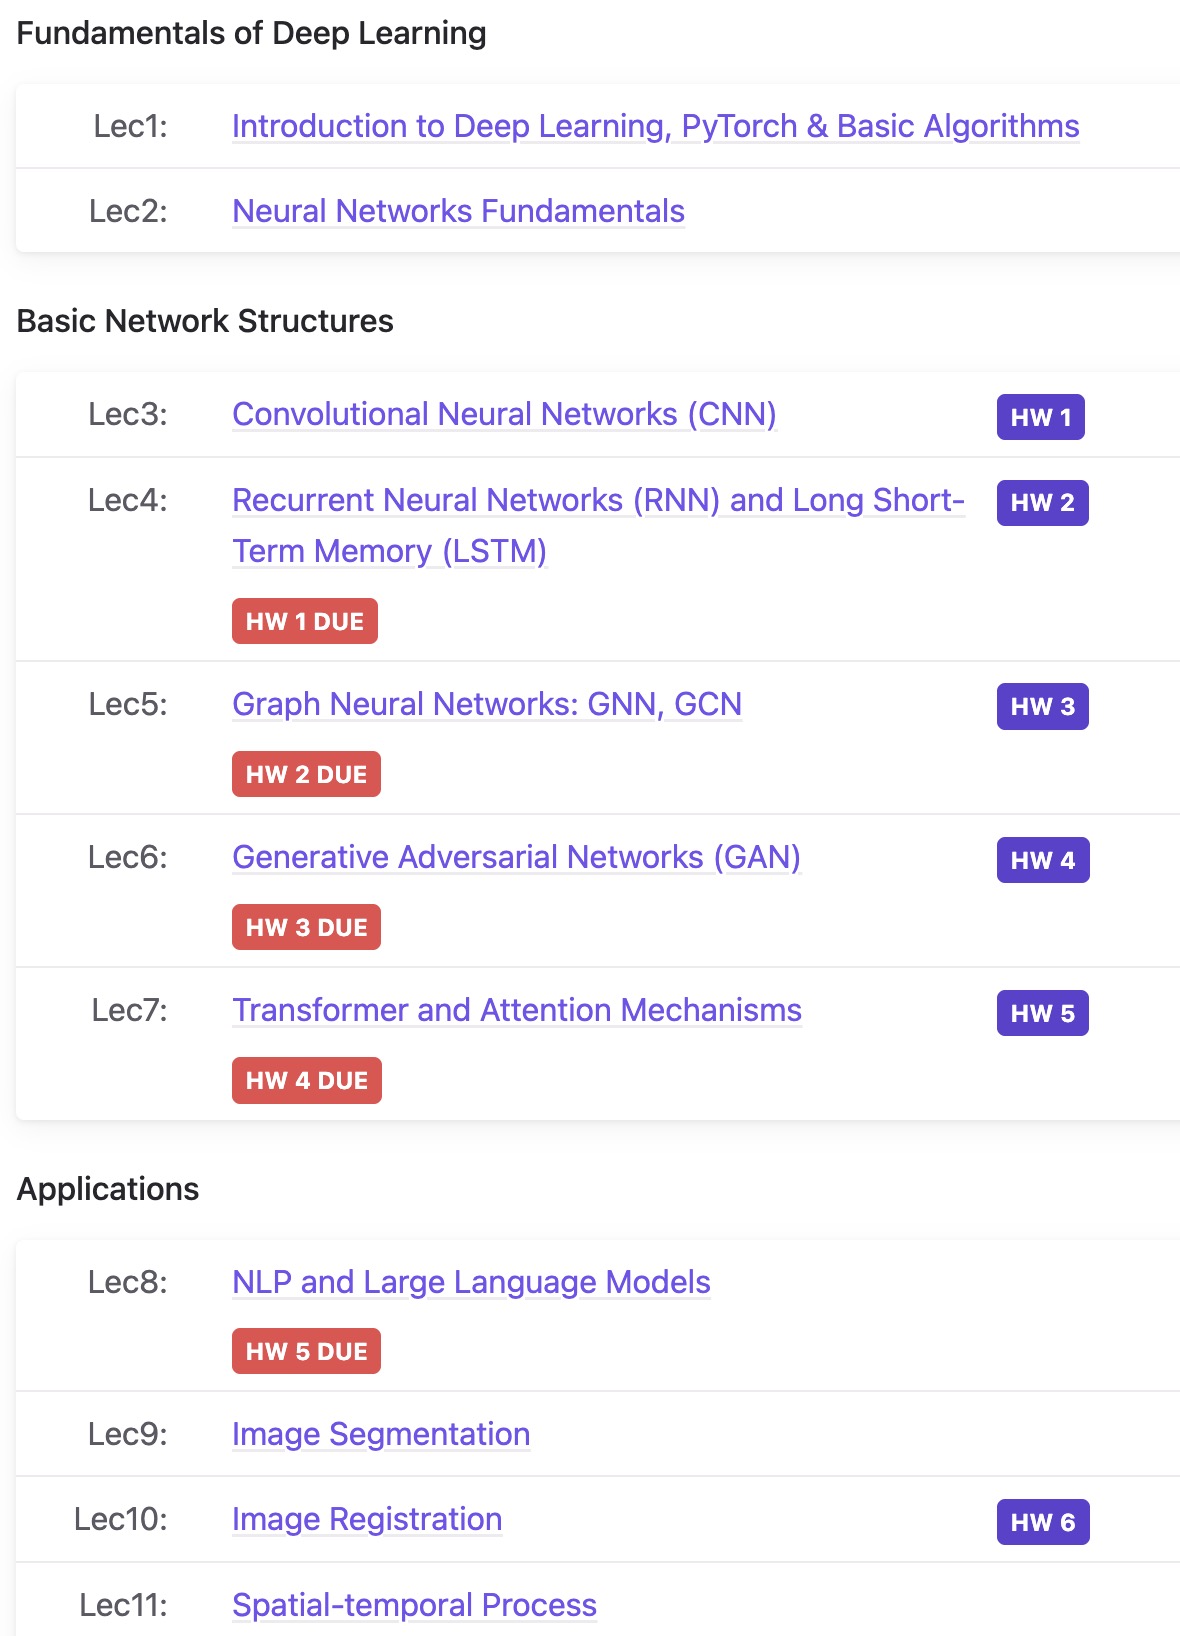 Fundamentals of Deep Learning
Lec1: Introduction to Deep Learning, PyTorch & Basic Algorithms
Lec2: Neural Networks Fundamentals
Basic Network Structures
Lec3: Convolutional Neural Networks (CNN) HW 1
Lec4: Recurrent Neural Networks (RNN) and Long Short- HW 2
Term Memory (LSTM)
HW 1 DUE
Lec5: Graph Neural Networks: GNN, GCN HW 3
HW 2 DUE
Lec6: Generative Adversarial Networks (GAN) HW 4
HW 3 DUE
Lec7: Transformer and Attention Mechanisms HW 5
HW 4 DUE
Applications
Lec8: NLP and Large Language Models
HW 5 DUE
Lec9: Image Segmentation
Lec10: Image Registration HW 6
Lec11: Spatial-temporal Process